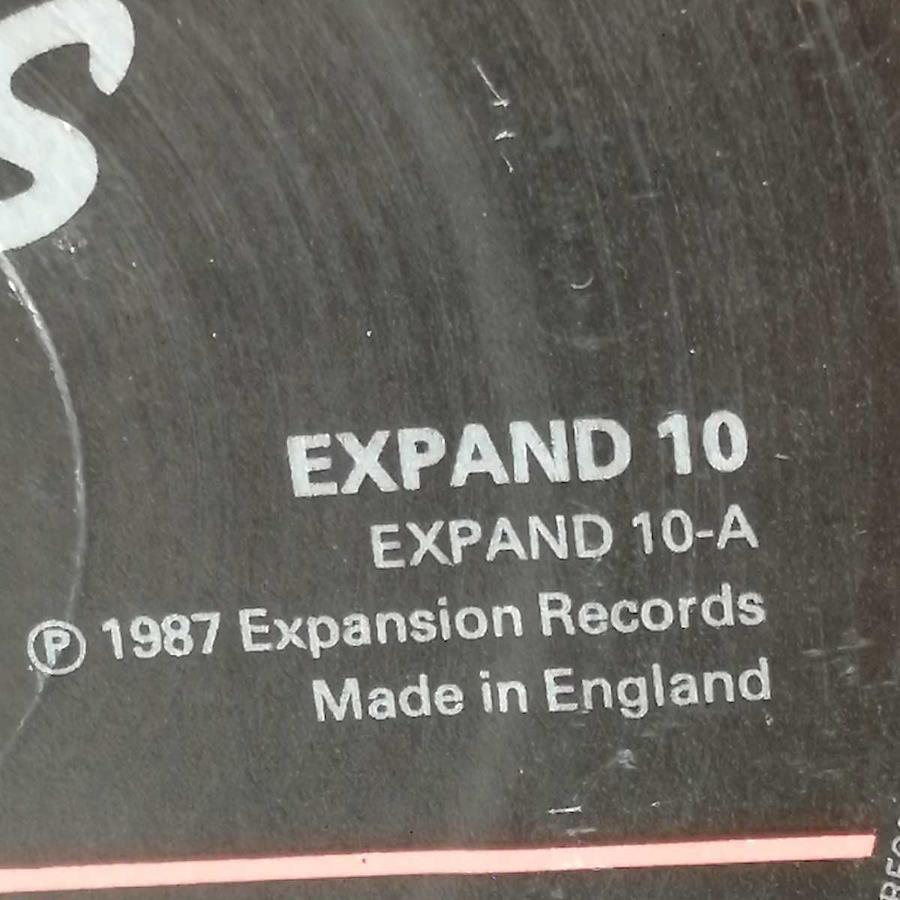 S
EXPAND 10
EXPAND 10-A
Ⓟ 1987 Expansion Records
Made in England